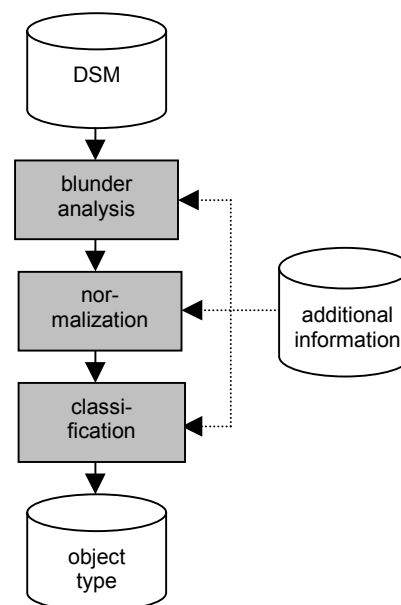 DSM
blunder
analysis
nor-
malization
additional
information
classi-
fication
object
type